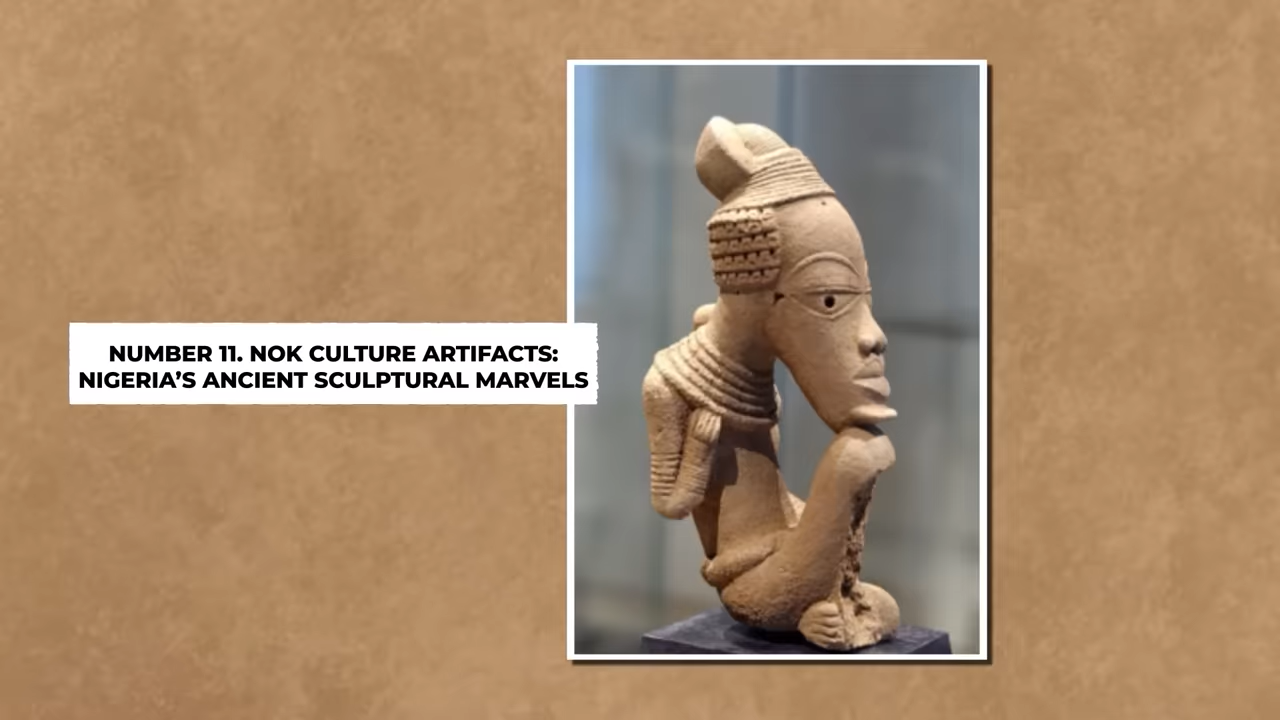 NUMBER 11. NOK CULTURE ARTIFACTS:
NIGERIA’S ANCIENT SCULPTURAL MARVELS